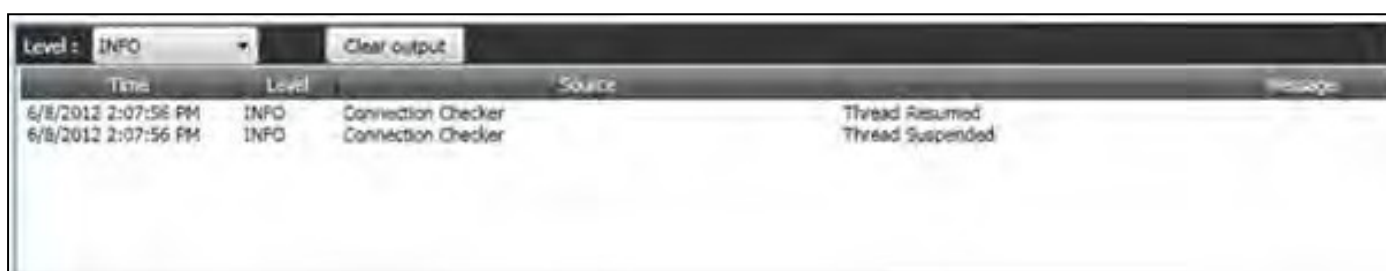 Level : INFO Clear output
Time Level Source Message
6/8/2012 2:07:56 PM INFO Connection Checker Thread Resumed
6/8/2012 2:07:56 PM INFO Connection Checker Thread Suspended